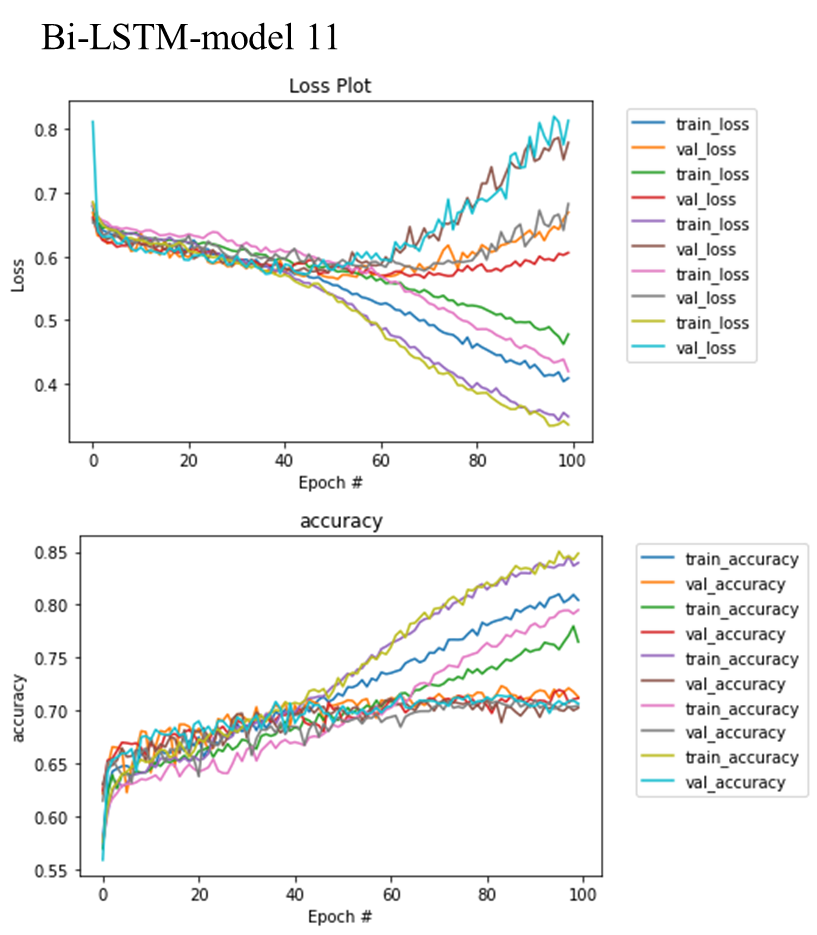 Bi-LSTM-model 11
Loss Plot
0.8
0.7
0.6
0.5
0.4
Loss
0 20 40 60 80 100
Epoch #
train_loss
val_loss
train_loss
val_loss
train_loss
val_loss
train_loss
val_loss
train_loss
val_loss
accuracy
0.85
0.80
0.75
0.70
0.65
0.60
0.55
accuracy
0 20 40 60 80 100
Epoch #
train_accuracy
val_accuracy
train_accuracy
val_accuracy
train_accuracy
val_accuracy
train_accuracy
val_accuracy
train_accuracy
val_accuracy